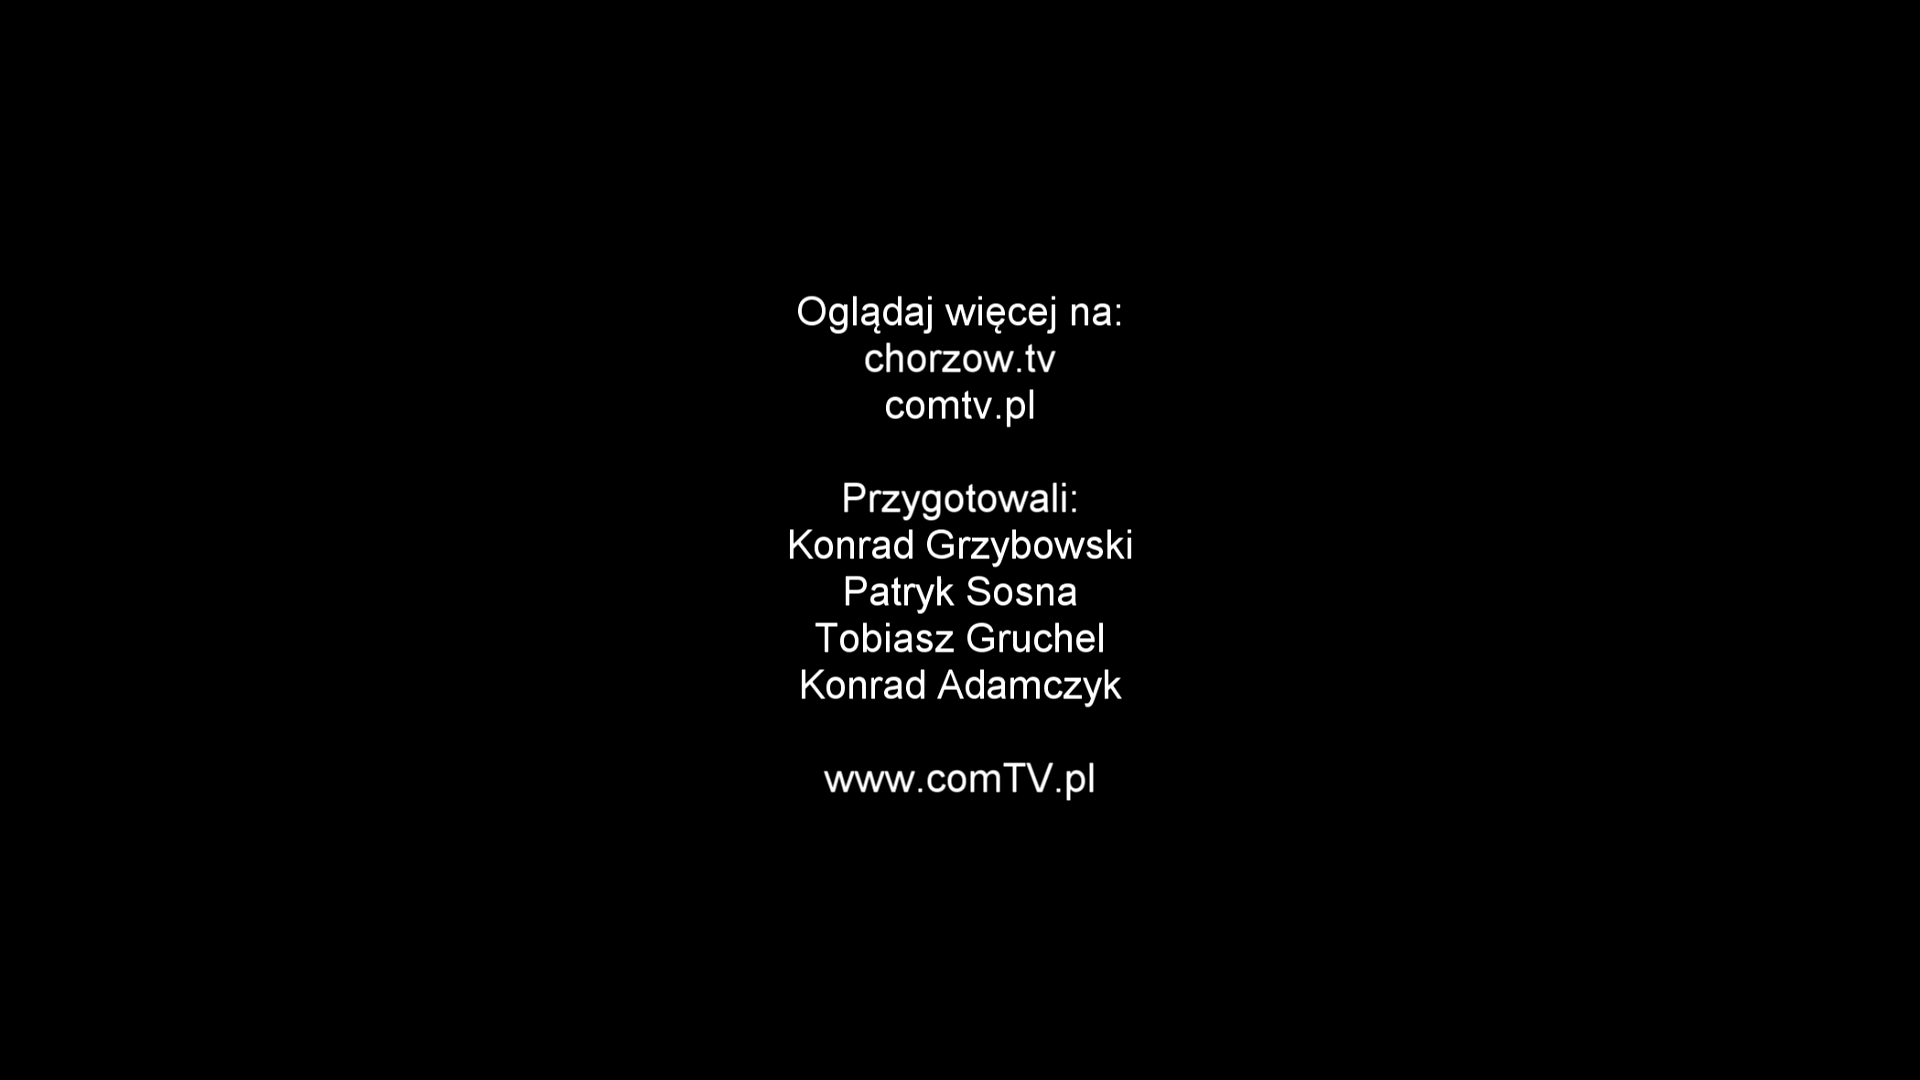 Oglądaj więcej na:
chorzow.tv
comtv.pl
Przygotowali:
Konrad Grzybowski
Patryk Sosna
Tobiasz Gruchel
Konrad Adamczyk
www.comTV.pl